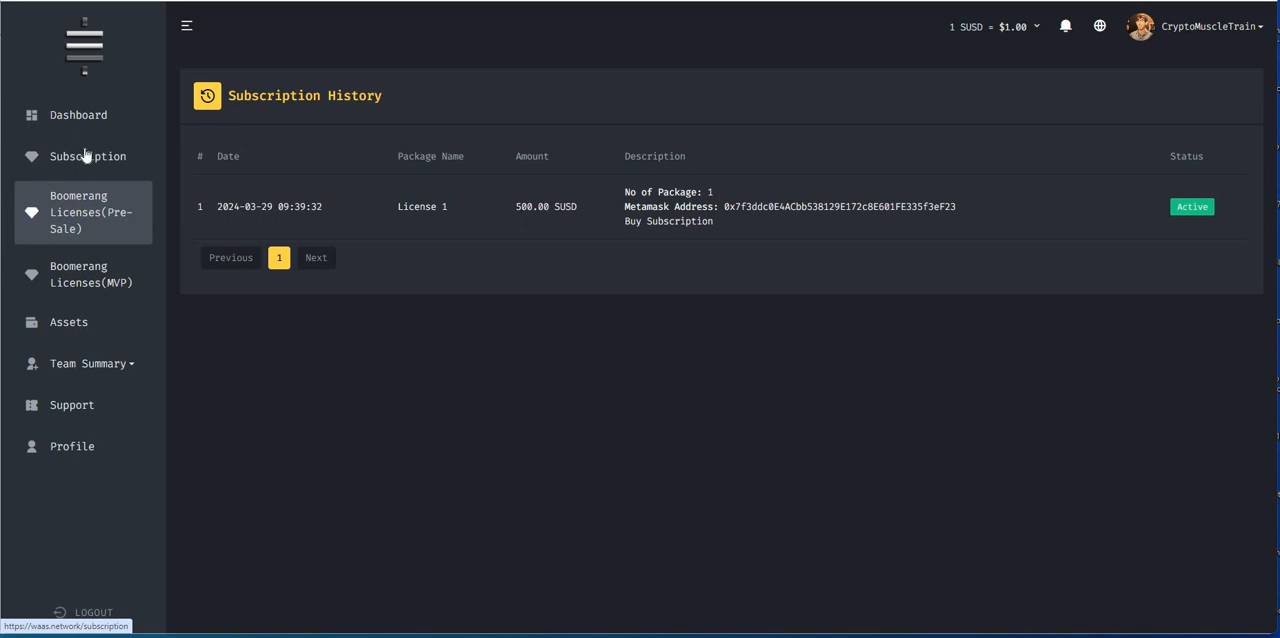 1 SUSD = $1.00
CryptoMuscleTrain
Dashboard
Subscription
Boomerang
Licenses(Pre-
Sale)
Boomerang
Licenses(MVP)
Assets
Team Summary
Support
Profile
LOGOUT
https://waas.network/subscription
Subscription History
# Date Package Name Amount Description Status
No of Package: 1
1 2024-03-29 09:39:32 License 1 500.00 SUSD Metamask Address: 0x7f3ddc0E4ACbb538129E172c8E601FE335f3eF23 Active
Buy Subscription
Previous 1 Next